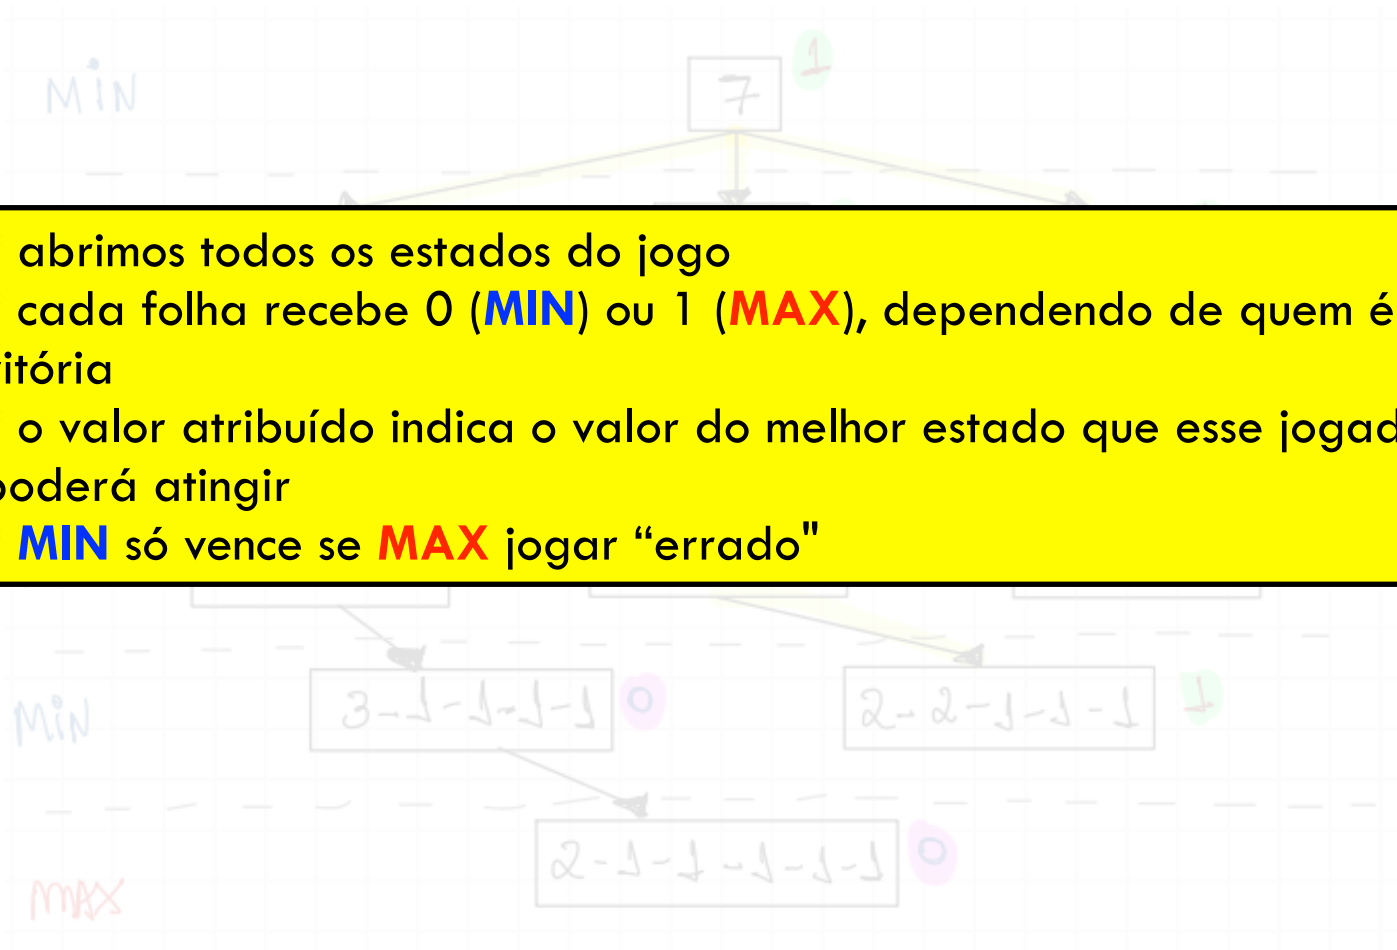 MIN
7 1
abrimos todos os estados do jogo
cada folha recebe 0 (MIN) ou 1 (MAX), dependendo de quem é
itória
o valor atribuído indica o valor do melhor estado que esse jogad
poderá atingir
MIN só vence se MAX jogar “errado"
MIN 3-1-1-1-1 0 2-2-1-1-1 1
2-1-1-1-1-1 0
MAX